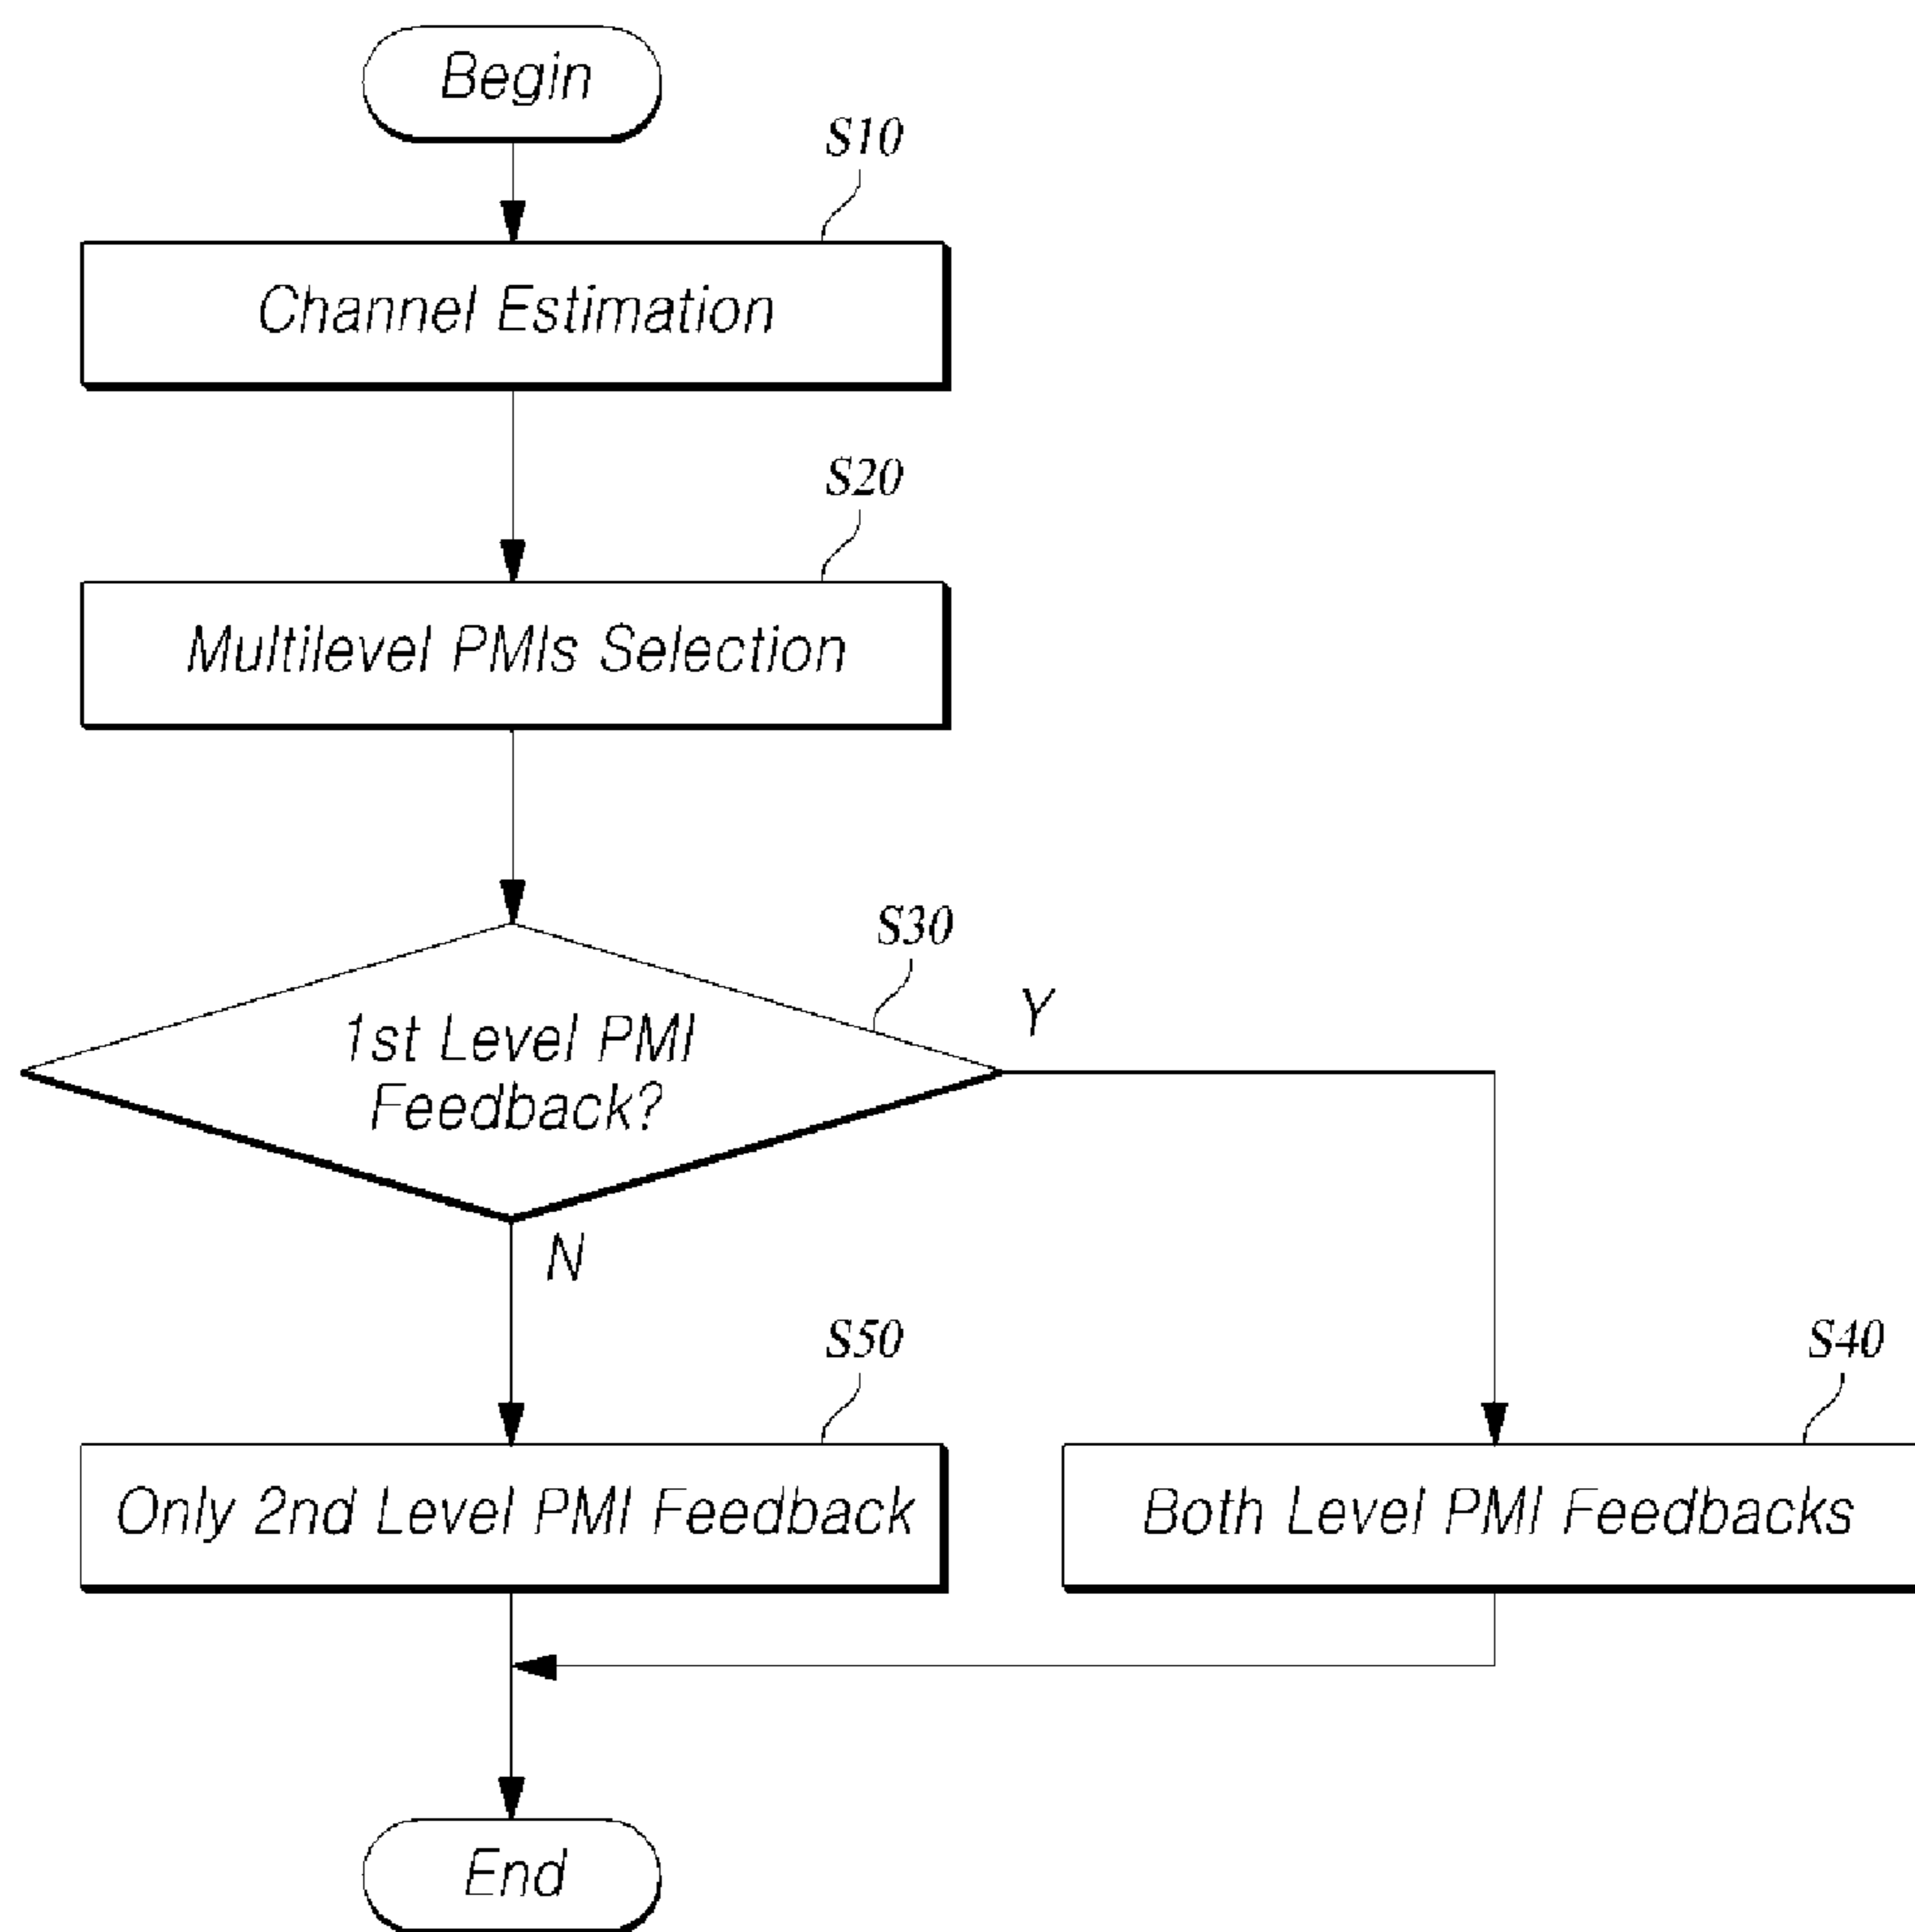 Begin
S10
Channel Estimation
S20
Multilevel PMIs Selection
S30
1st Level PMI
Feedback?
Y
N
S50
S40
Only 2nd Level PMI Feedback
Both Level PMI Feedbacks
End